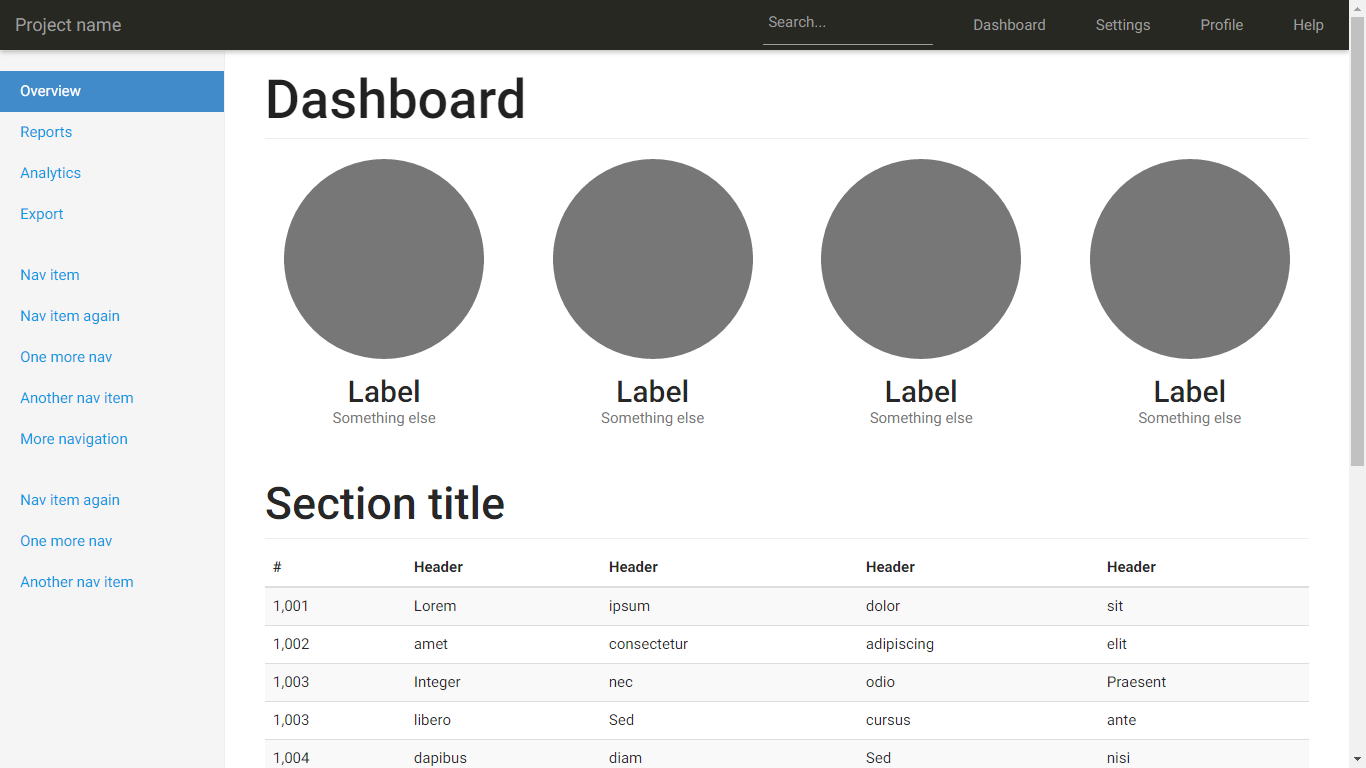 Project name Search... Dashboard Settings Profile Help
Overview
Reports
Analytics
Export
Nav item
Nav item again
One more nav
Another nav item
More navigation
Nav item again
One more nav
Another nav item
Dashboard
Label Label Label Label
Something else Something else Something else Something else
Section title
# Header Header Header Header
1,001 Lorem ipsum dolor sit
1,002 amet consectetur adipiscing elit
1,003 Integer nec odio Praesent
1,003 libero Sed cursus ante
1,004 dapibus diam Sed nisi